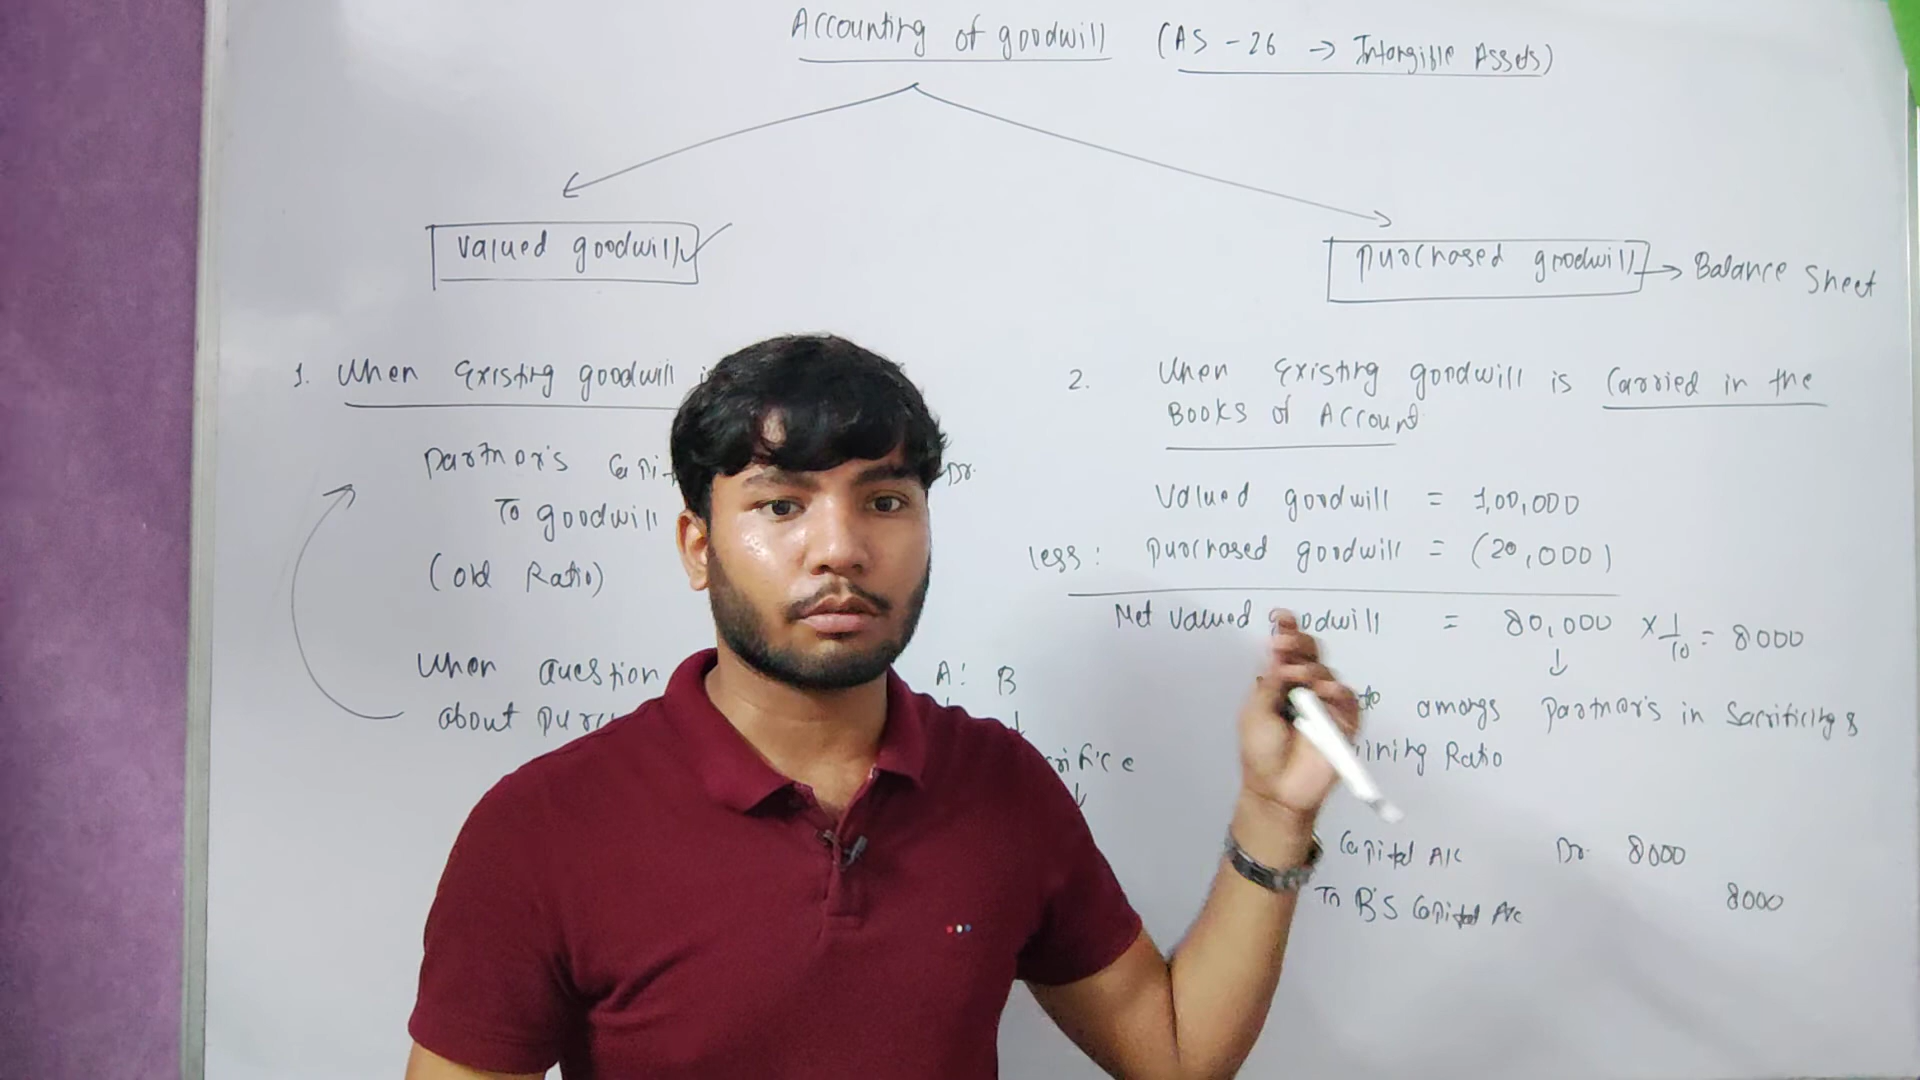 Accounting of goodwill (AS-26 → Intangible Assets)
Valued goodwill
Purchased goodwill → Balance Sheet
1. When Existing goodwill
Partner's Dr.
To goodwill
(old Ratio)
When Question
about
A : B
2. When Existing goodwill is carried in the
Books of Account
Valued goodwill = 1,00,000
less: Purchased goodwill = (20,000)
Net valued goodwill = 80,000 × 1/10 = 8000
↓
amongs Partner's in Sacrificing &
Ratio
Capital A/c Dr. 8000
To B's Capital A/c 8000